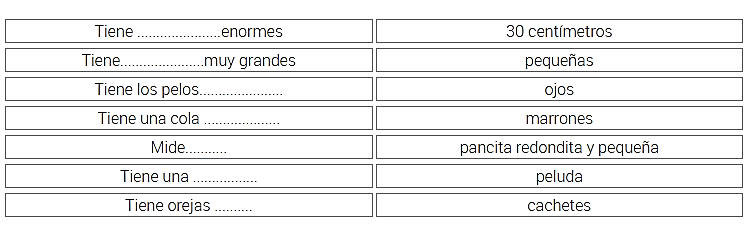 Tiene ......................enormes 30 centímetros
Tiene......................muy grandes pequeñas
Tiene los pelos...................... ojos
Tiene una cola .................... marrones
Mide........... pancita redondita y pequeña
Tiene una ................. peluda
Tiene orejas .......... cachetes